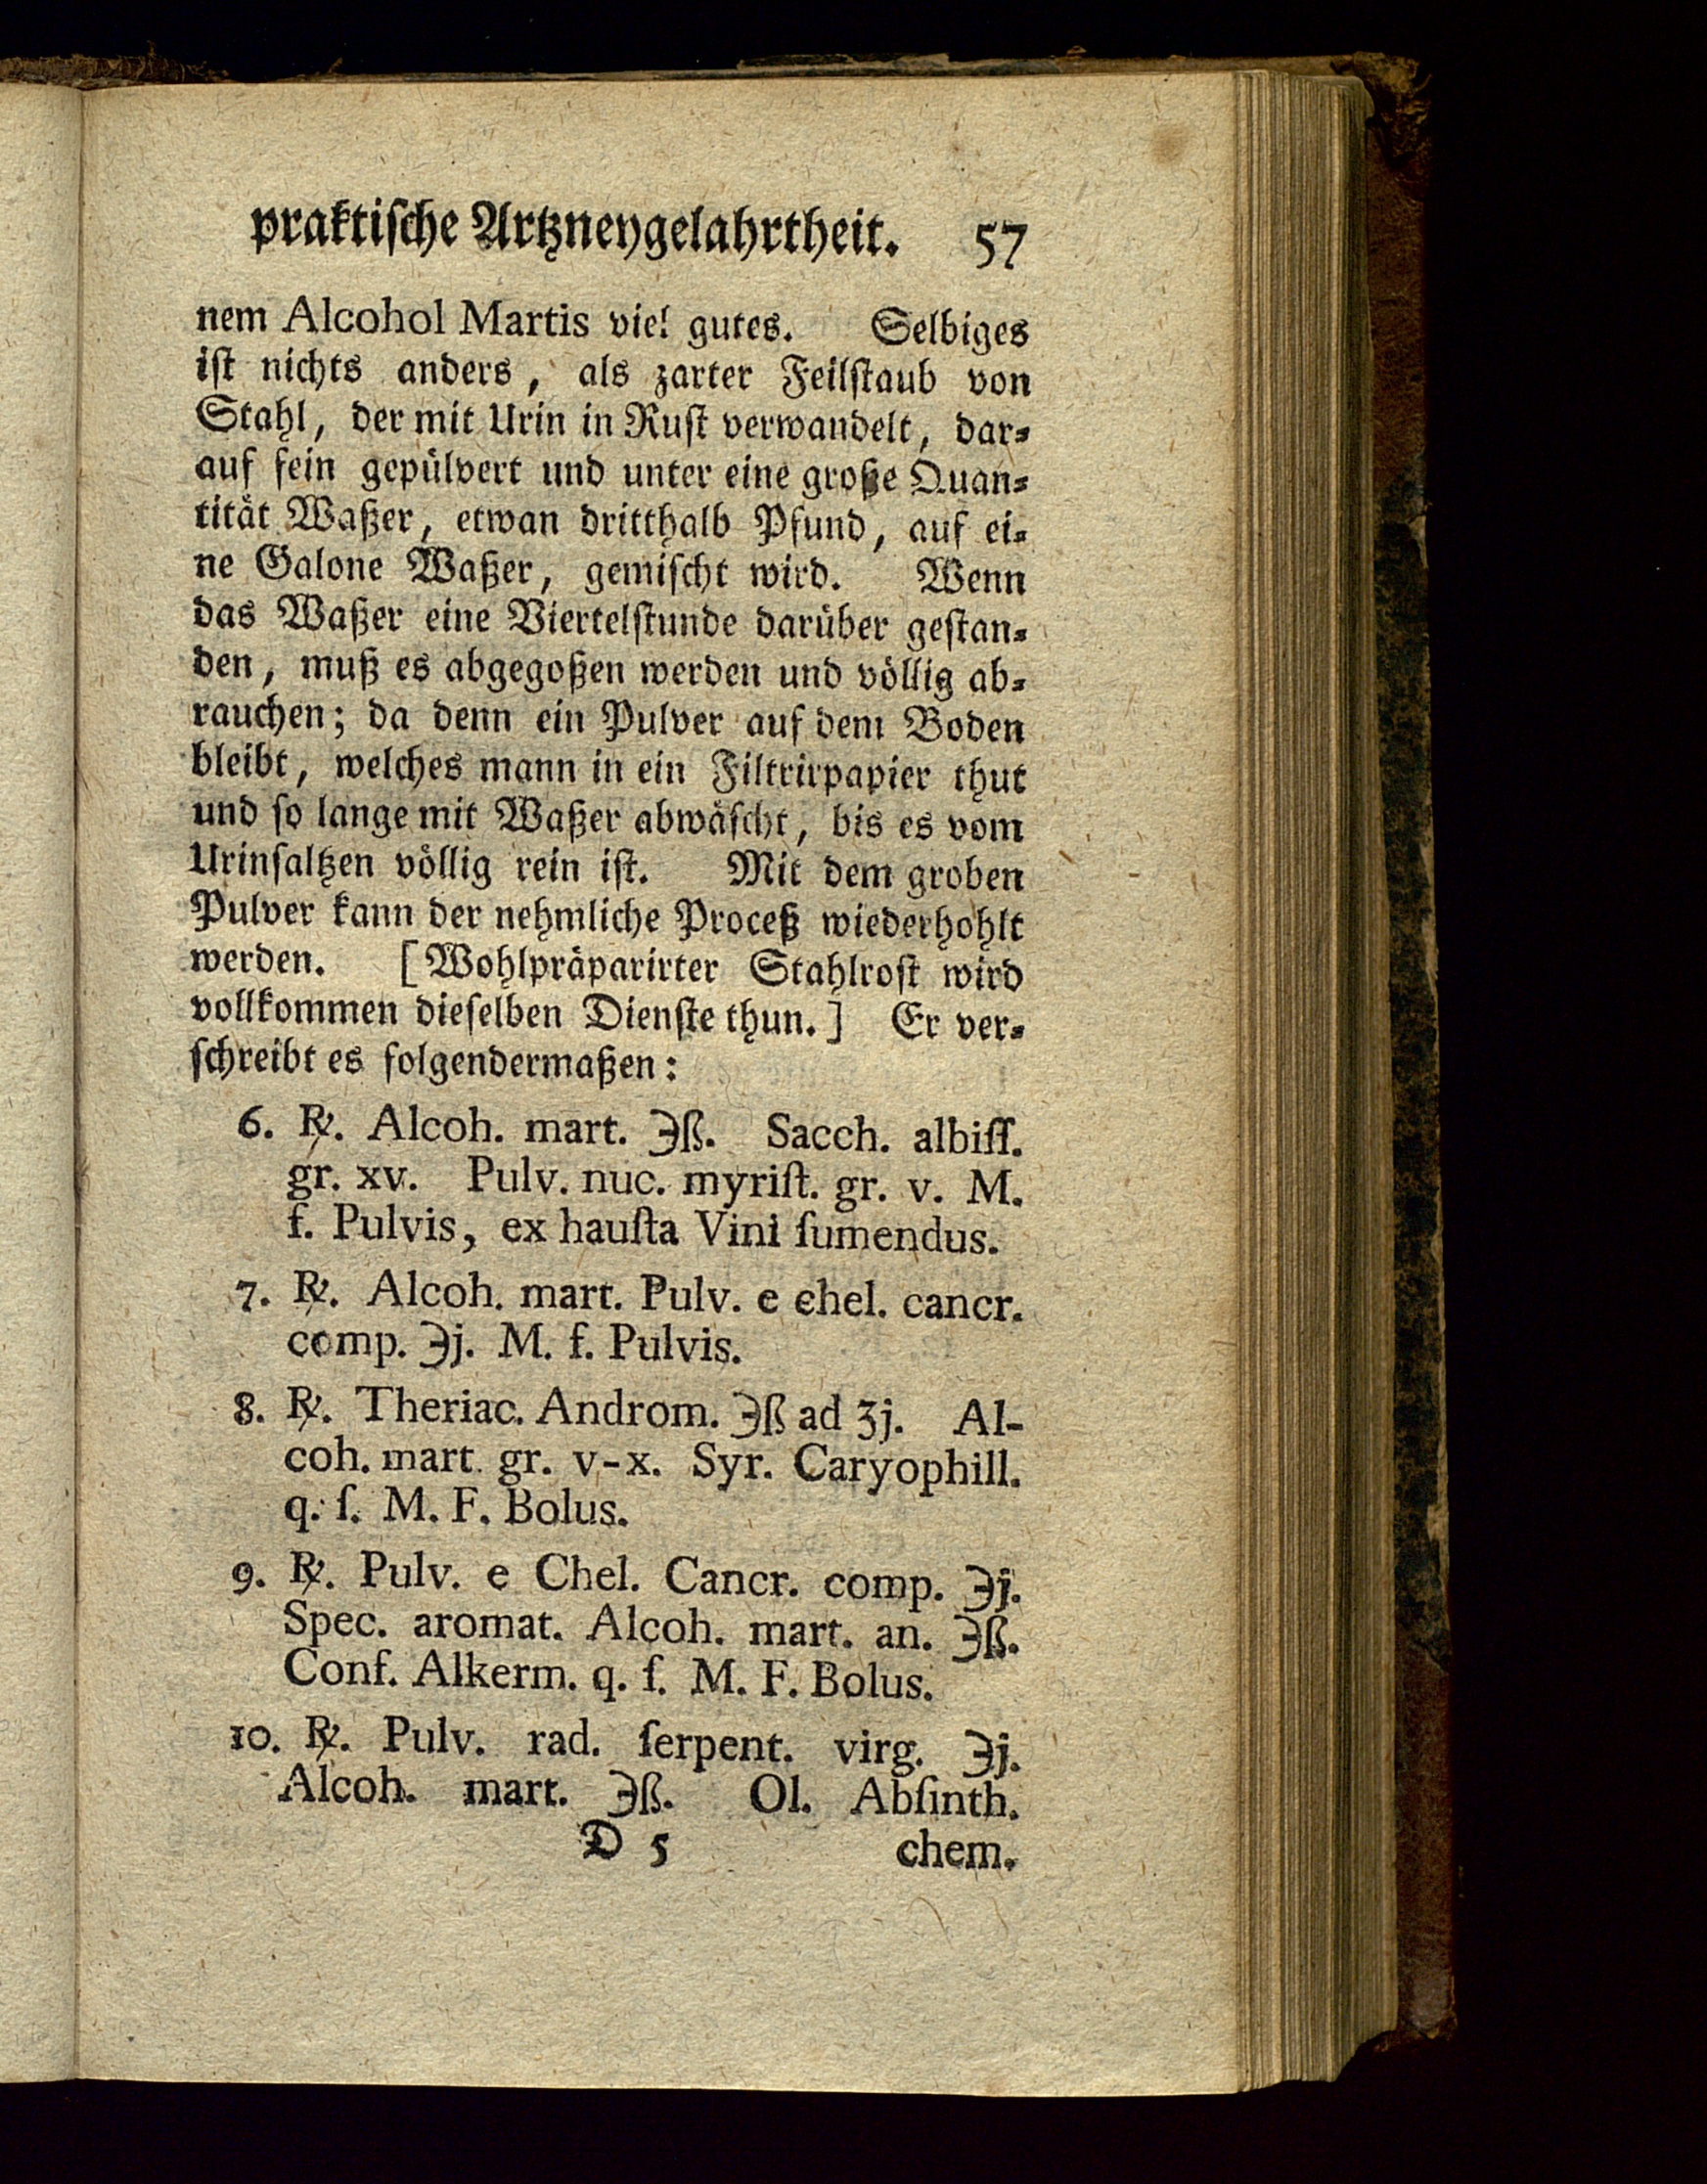 praktiſche Artzneygelahrtheit. 57
nem Alcohol Martis viel gutes. Selbiges
iſt nichts anders, als zarter Feilſtaub von
Stahl, der mit Urin in Ruſt verwandelt, dar⸗
auf fein gepülvert und unter eine große Quan⸗
tität Waßer, etwan dritthalb Pfund, auf ei⸗
ne Galone Waßer, gemiſcht wird. Wenn
das Waßer eine Viertelſtunde darüber geſtan⸗
den, muß es abgegoßen werden und völlig ab⸗
rauchen; da denn ein Pulver auf dem Boden
bleibt, welches mann in ein Filtrirpapier thut
und ſo lange mit Waßer abwäſcht, bis es vom
Urinſaltzen völlig rein iſt. Mit dem groben
Pulver kann der nehmliche Proceß wiederhohlt
werden. [Wohlpräparirter Stahlroſt wird
vollkommen dieſelben Dienſte thun.] Er ver⸗
ſchreibt es folgendermaßen:
6. ℞. Alcoh. mart. ℈ß. Sacch. albiſſ.
gr. xv. Pulv. nuc. myriſt. gr. v. M.
f. Pulvis, ex hauſta Vini ſumendus.
7. ℞. Alcoh. mart. Pulv. e chel. cancr.
comp. ℈j. M. f. Pulvis.
8. ℞. Theriac. Androm. ℈ß ad ʒj. Al-
coh. mart. gr. v-x. Syr. Caryophill.
q. ſ. M. F. Bolus.
9. ℞. Pulv. e Chel. Cancr. comp. ℈j.
Spec. aromat. Alcoh. mart. an. ℈ß.
Conf. Alkerm. q. ſ. M. F. Bolus.
10. ℞. Pulv. rad. ſerpent. virg. ℈j.
Alcoh. mart. ℈ß. Ol. Abſinth.
D 5 chem.